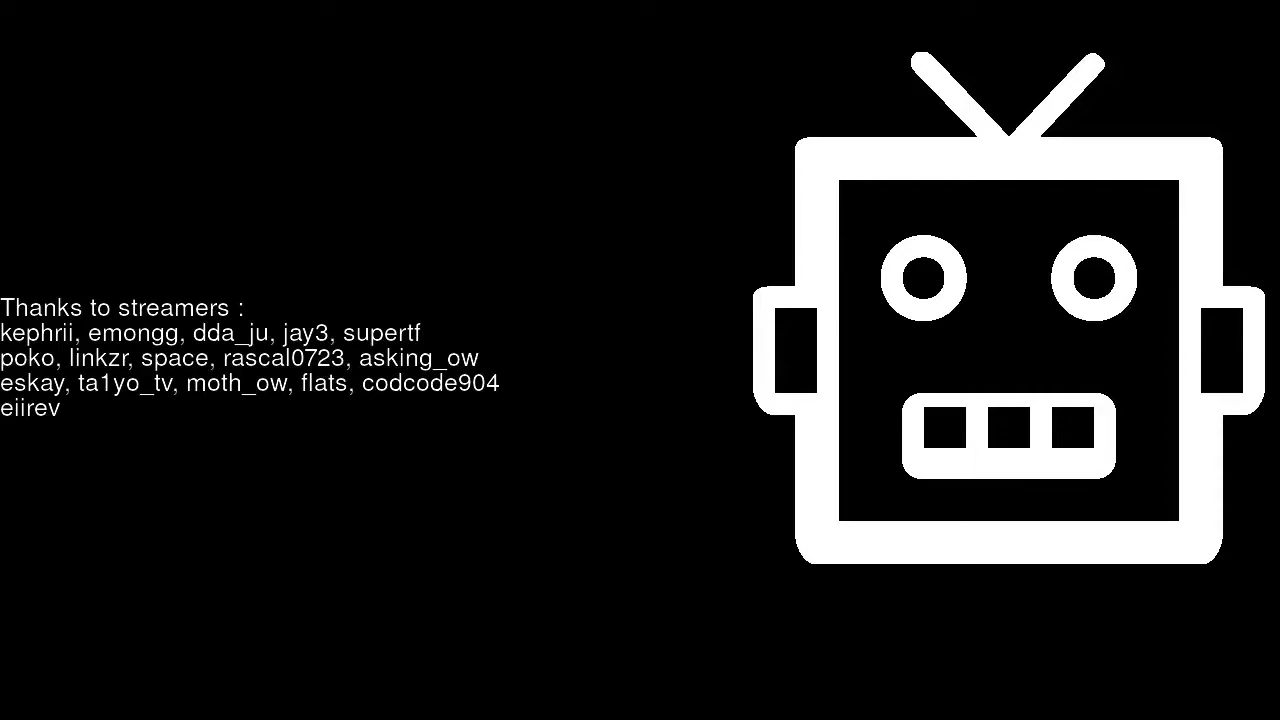 Thanks to streamers :
kephrii, emongg, dda_ju, jay3, supertf
poko, linkzr, space, rascal0723, asking_ow
eskay, ta1yo_tv, moth_ow, flats, codcode904
eiirev